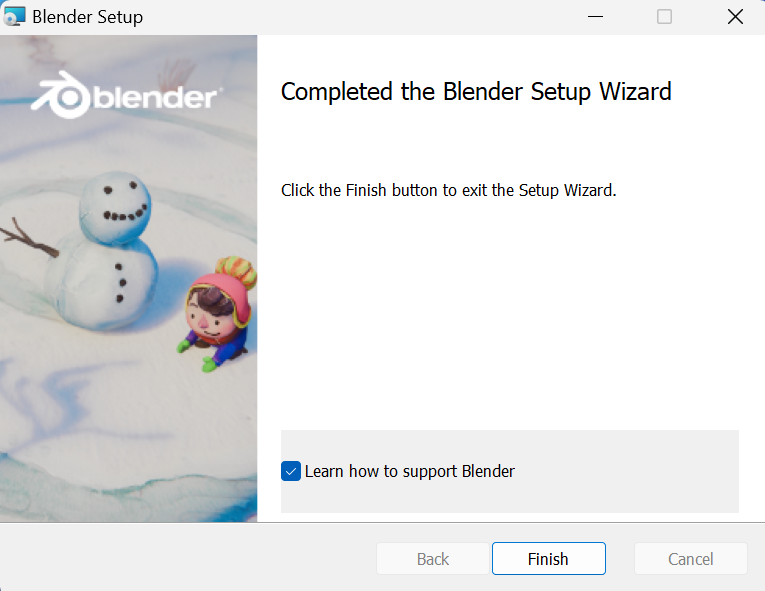 Blender Setup
blender
Completed the Blender Setup Wizard
Click the Finish button to exit the Setup Wizard.
Learn how to support Blender
Back
Finish
Cancel